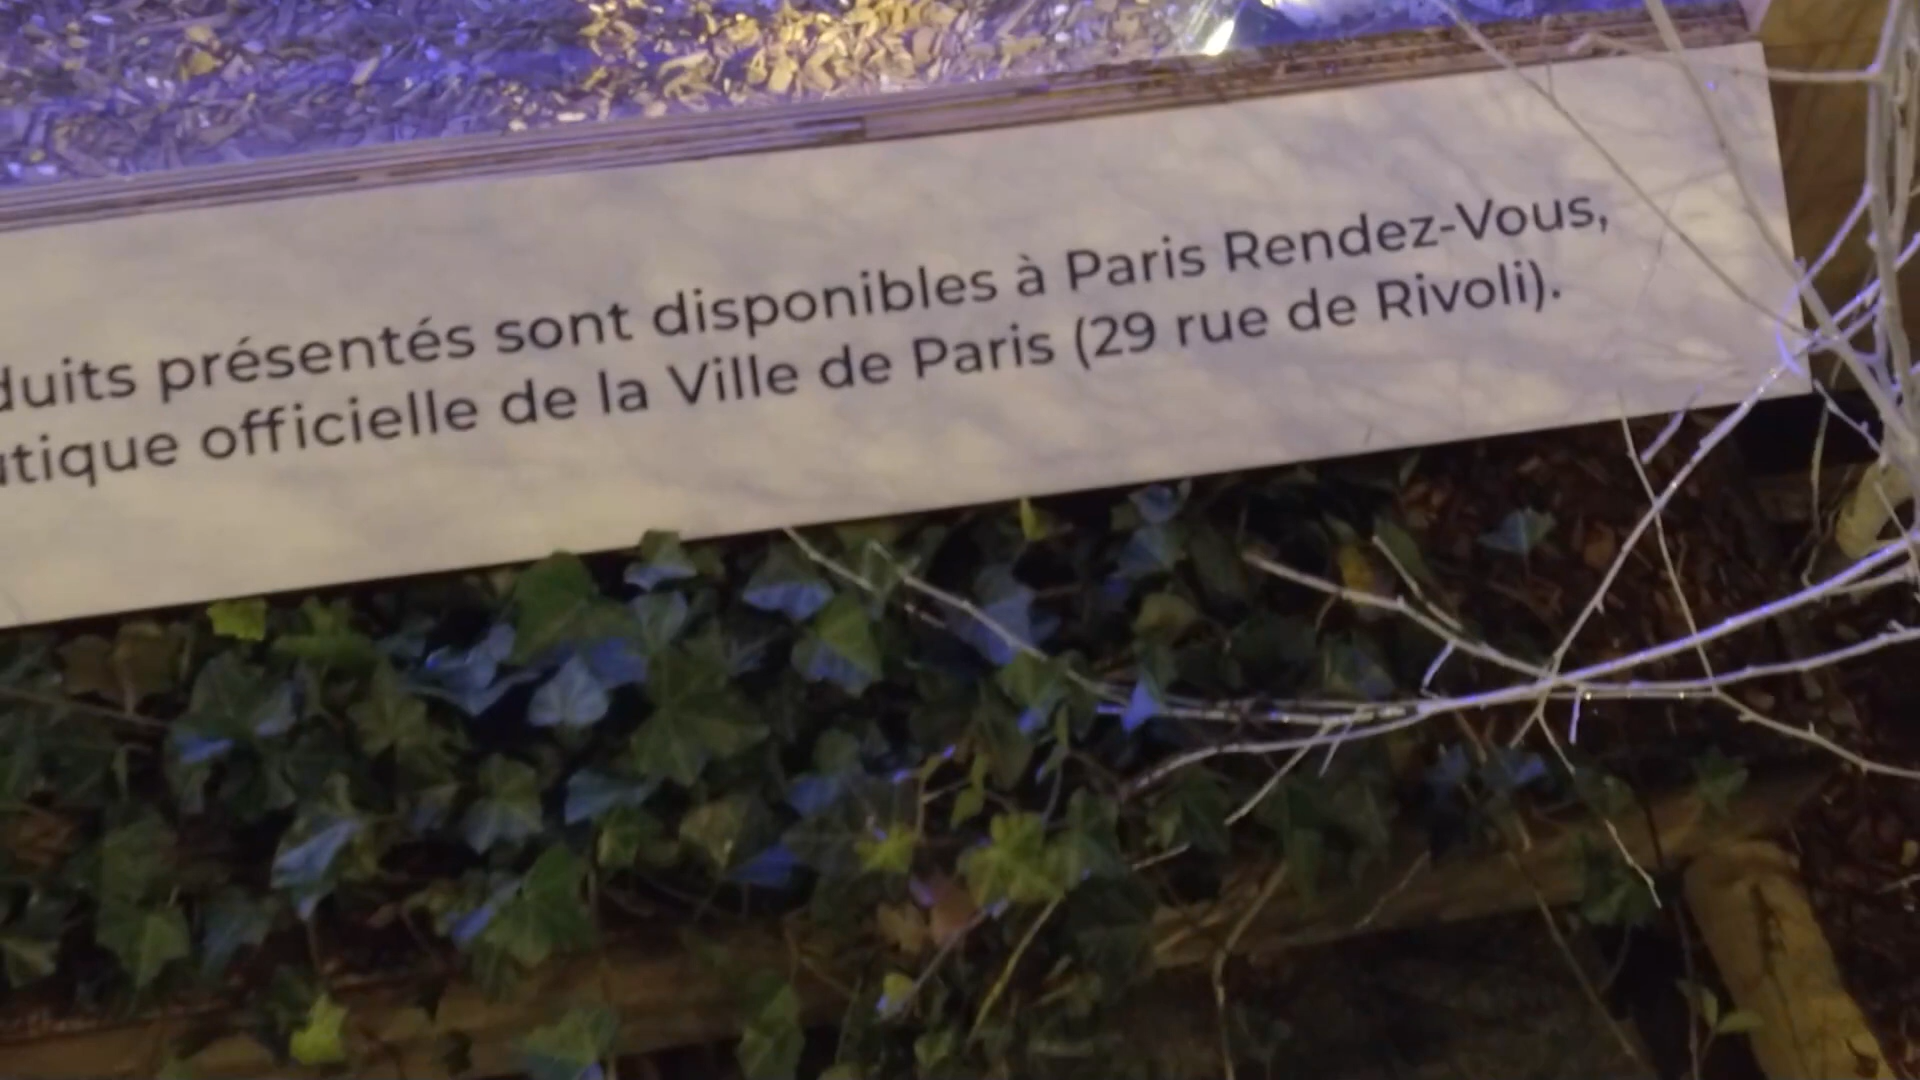 duits présentés sont disponibles à Paris Rendez-Vous,
utique officielle de la Ville de Paris (29 rue de Rivoli).